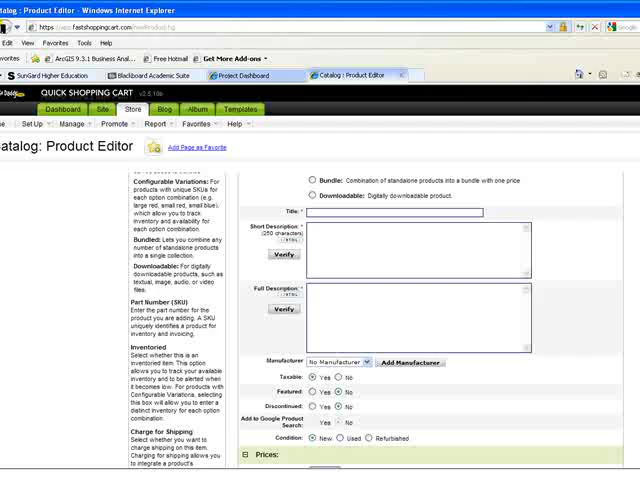 atalog : Product Editor - Windows Internet Explorer
https://veo.fastshoppingcart.com/newProduct.hg
Google
Edit View Favorites Tools Help
vorites ArcGIS 9.3.1 Business Anal... Free Hotmail Get More Add-ons
SunGard Higher Education Blackboard Academic Suite Project Dashboard Catalog : Product Editor x
Go Daddy QUICK SHOPPING CART v2.5.10b
Dashboard Site Store Blog Album Templates
me Set Up Manage Promote Report Favorites Help
atalog: Product Editor Add Page as Favorite
Configurable Variations: For
products with unique SKUs for
each option combination (e.g.
large red, small red, small blue),
which allow you to track
inventory and availability for
each option combination.
Bundled: Lets you combine any
number of standalone products
into a single collection.
Downloadable: For digitally
downloadable products, such as
textual, image, audio, or video
files.
Part Number (SKU)
Enter the part number for the
product you are adding. A SKU
uniquely identifies a product for
inventory and invoicing.
Inventoried
Select whether this is an
inventoried item. This option
allows you to track your available
inventory and to be alerted when
it becomes low. For products with
Configurable Variations, selecting
this box will allow you to enter a
distinct inventory for each option
combination.
Charge for Shipping
Select whether you want to
charge shipping on this item.
Charging for shipping allows you
to integrate a product's
Bundle: Combination of standalone products into a bundle with one price
Downloadable: Digitally downloadable product.
Title: *
Short Description: *
(250 characters)
HTML
Verify
Full Description: *
HTML
Verify
Manufacturer No Manufacturer Add Manufacturer
Taxable: Yes No
Featured: Yes No
Discontinued: Yes No
Add to Google Product
Search: Yes No
Condition: New Used Refurbished
Prices: